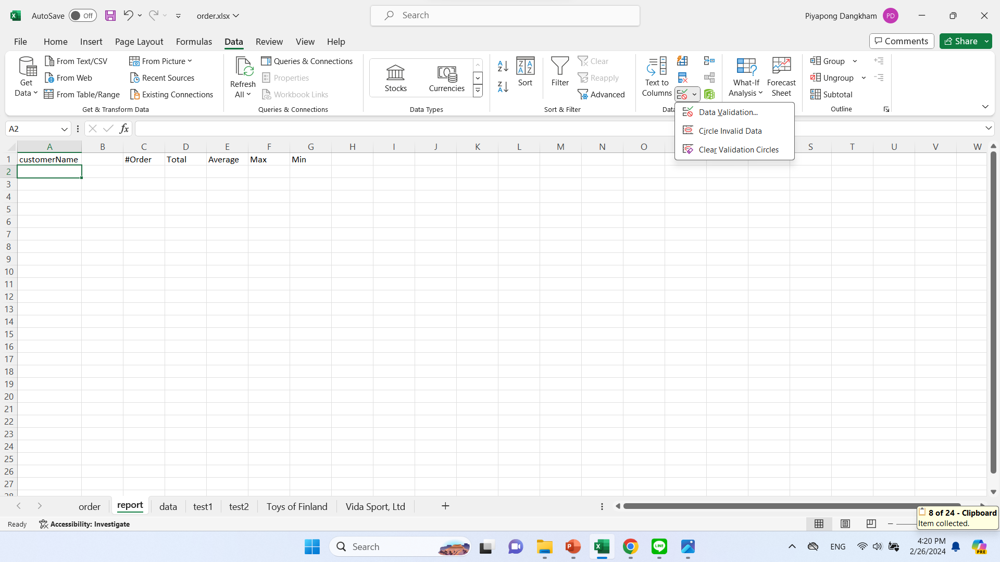 AutoSave Off order.xlsx Search Piyapong Dangkham PD
File Home Insert Page Layout Formulas Data Review View Help Comments Share
Get Data
From Text/CSV
From Web
From Table/Range
From Picture
Recent Sources
Existing Connections
Get & Transform Data
Refresh All
Queries & Connections
Properties
Workbook Links
Queries & Connections
Stocks Currencies
Data Types
Sort
Filter
Clear
Reapply
Advanced
Sort & Filter
Text to Columns
What-If Analysis
Forecast Sheet
Group
Ungroup
Subtotal
Outline
Data Validation...
Circle Invalid Data
Clear Validation Circles
A2 fx
A B C D E F G H I J K L M N O S T U V W
1 customerName #Order Total Average Max Min
2
3
4
5
6
7
8
9
10
11
12
13
14
15
16
17
18
19
20
21
22
23
24
25
26
27
28
order report data test1 test2 Toys of Finland Vida Sport, Ltd
8 of 24 - Clipboard
Item collected.
Ready Accessibility: Investigate
Search ENG 4:20 PM
2/26/2024
PRE